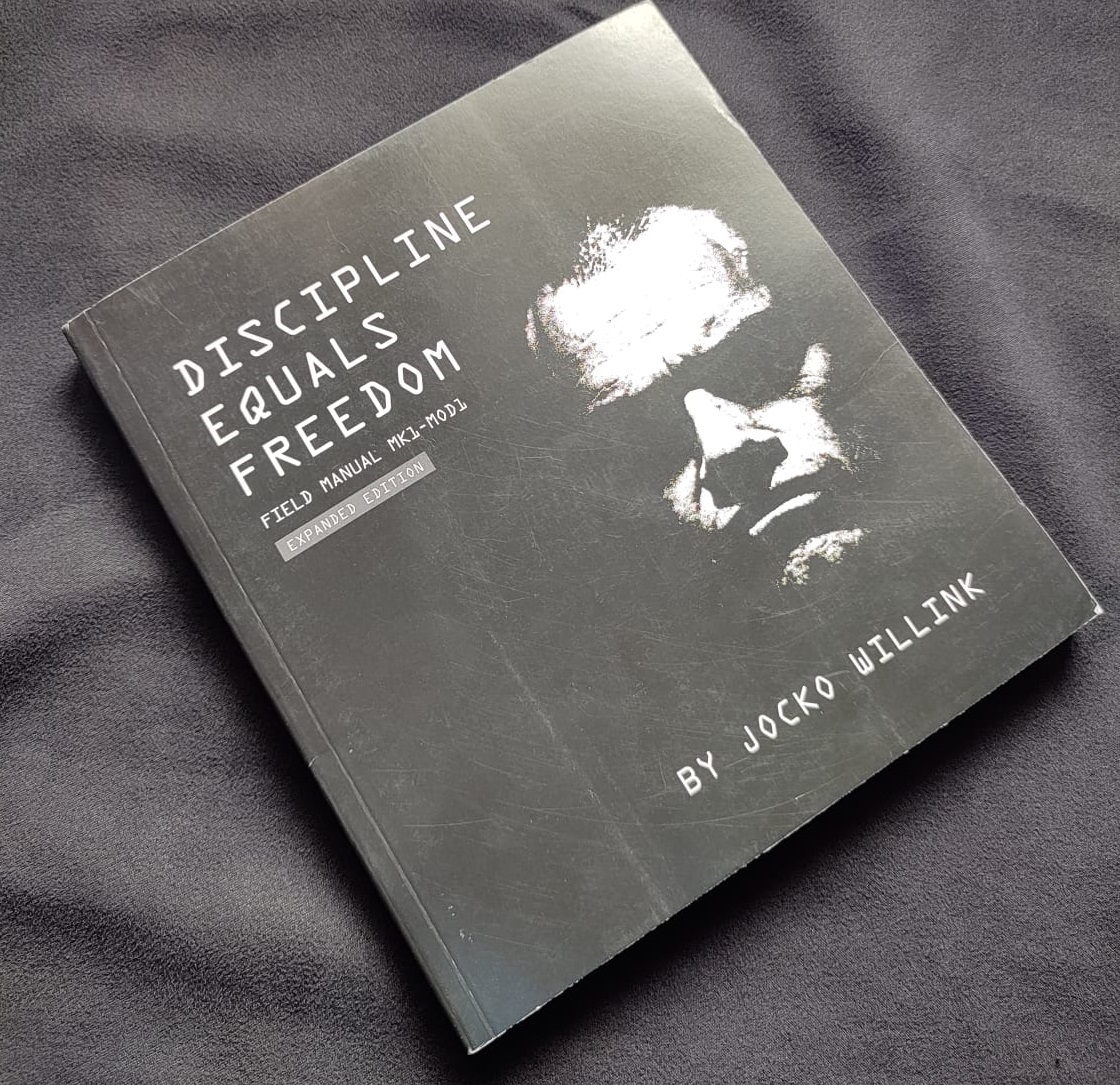 DISCIPLINE
EQUALS
FREEDOM
FIELD MANUAL MK1-MOD1
EXPANDED EDITION
BY JOCKO WILLINK